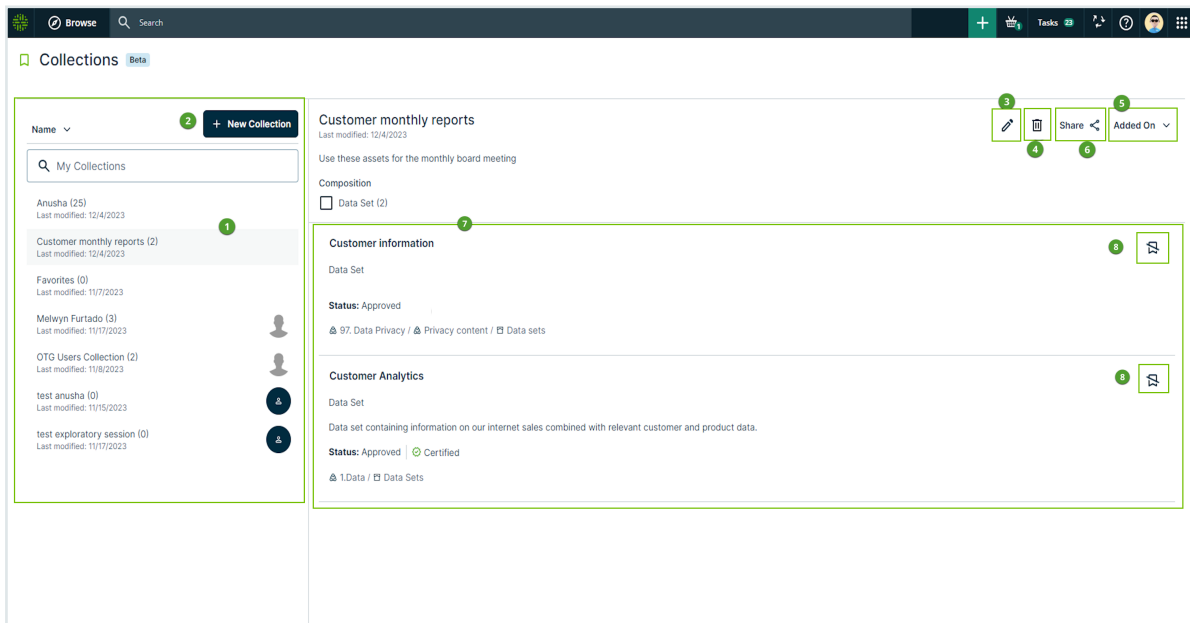 Browse Search 1 Tasks 23
Collections Beta
Name 2 + New Collection
My Collections
Anusha (25)
Last modified: 12/4/2023
1
Customer monthly reports (2)
Last modified: 12/4/2023
Favorites (0)
Last modified: 11/7/2023
Melwyn Furtado (3)
Last modified: 11/17/2023
OTG Users Collection (2)
Last modified: 11/8/2023
test anusha (0)
Last modified: 11/15/2023
test exploratory session (0)
Last modified: 11/17/2023
3 5
Customer monthly reports
Last modified: 12/4/2023
Share Added On
4 6
Use these assets for the monthly board meeting
Composition
Data Set (2)
7
Customer information 8
Data Set
Status: Approved
97. Data Privacy / Privacy content / Data sets
Customer Analytics 8
Data Set
Data set containing information on our internet sales combined with relevant customer and product data.
Status: Approved Certified
1.Data / Data Sets